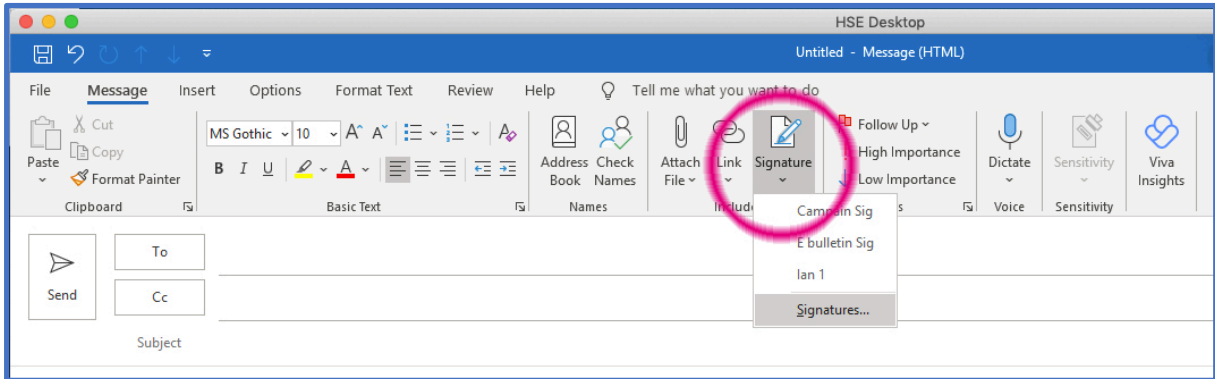 HSE Desktop
Untitled - Message (HTML)
File Message Insert Options Format Text Review Help Tell me what you want to do
Paste
Cut
Copy
Format Painter
Clipboard
MS Gothic 10
B I U A
Basic Text
Address Book
Check Names
Names
Attach File
Link
Signature
Include
Follow Up
High Importance
Low Importance
Dictate
Voice
Sensitivity
Sensitivity
Viva Insights
Campain Sig
E bulletin Sig
Ian 1
Signatures...
Send
To
Cc
Subject